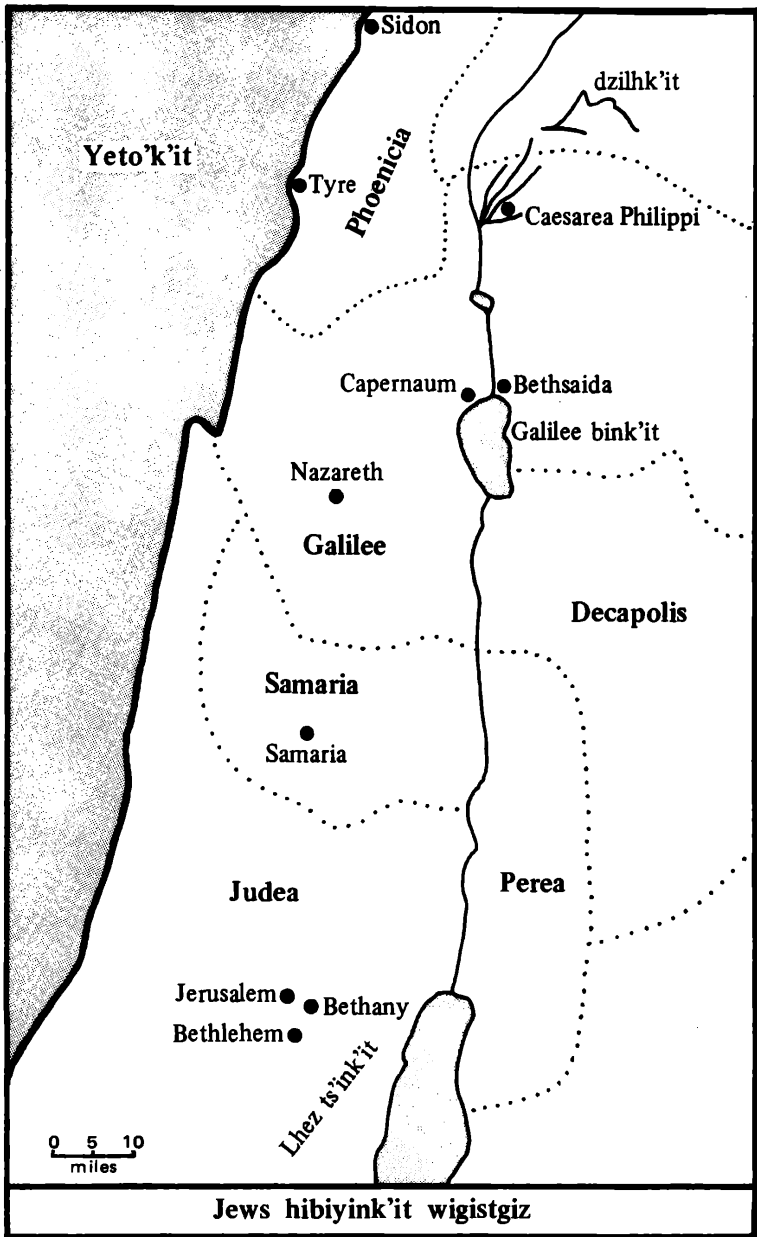 Sidon
dzilhk'it
Yeto'k'it
Phoenicia
Tyre
Caesarea Philippi
Capernaum
Bethsaida
Galilee bink'it
Nazareth
Galilee
Decapolis
Samaria
Samaria
Judea
Perea
Jerusalem
Bethany
Bethlehem
Lhez ts'ink'it
0 5 10
miles
Jews hibiyink'it wigistgiz